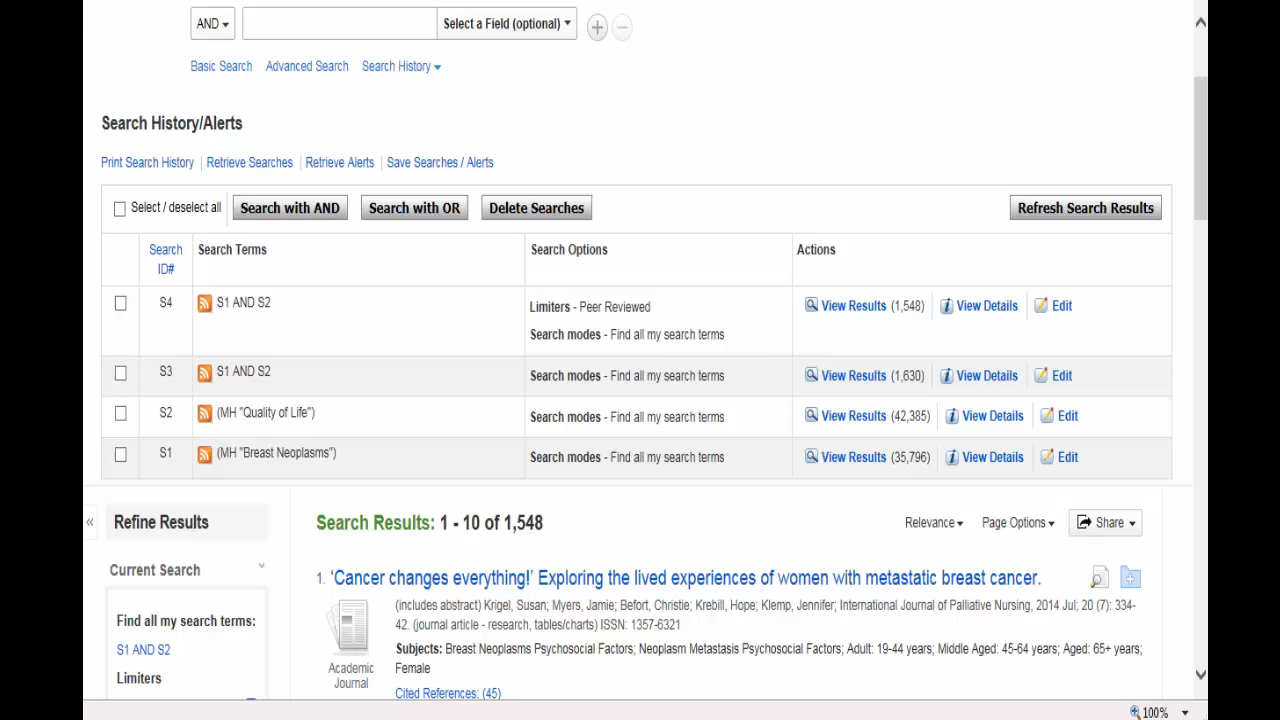 AND Select a Field (optional)
Basic Search Advanced Search Search History
Search History/Alerts
Print Search History Retrieve Searches Retrieve Alerts Save Searches / Alerts
Select / deselect all Search with AND Search with OR Delete Searches Refresh Search Results
Search ID# Search Terms Search Options Actions
S4 S1 AND S2 Limiters - Peer Reviewed View Results (1,548) View Details Edit
Search modes - Find all my search terms
S3 S1 AND S2 Search modes - Find all my search terms View Results (1,630) View Details Edit
S2 (MH "Quality of Life") Search modes - Find all my search terms View Results (42,385) View Details Edit
S1 (MH "Breast Neoplasms") Search modes - Find all my search terms View Results (35,796) View Details Edit
« Refine Results
Current Search
Find all my search terms:
S1 AND S2
Limiters
Search Results: 1 - 10 of 1,548 Relevance Page Options Share
1. 'Cancer changes everything!' Exploring the lived experiences of women with metastatic breast cancer.
(includes abstract) Krigel, Susan; Myers, Jamie; Befort, Christie; Krebill, Hope; Klemp, Jennifer; International Journal of Palliative Nursing, 2014 Jul; 20 (7): 334-
42. (journal article - research, tables/charts) ISSN: 1357-6321
Subjects: Breast Neoplasms Psychosocial Factors; Neoplasm Metastasis Psychosocial Factors; Adult: 19-44 years; Middle Aged: 45-64 years; Aged: 65+ years;
Female
Academic
Journal
Cited References: (45)
100%